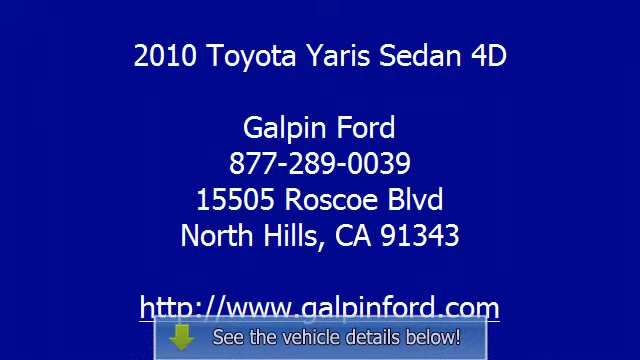 2010 Toyota Yaris Sedan 4D
Galpin Ford
877-289-0039
15505 Roscoe Blvd
North Hills, CA 91343
http://www.galpinford.com
See the vehicle details below!